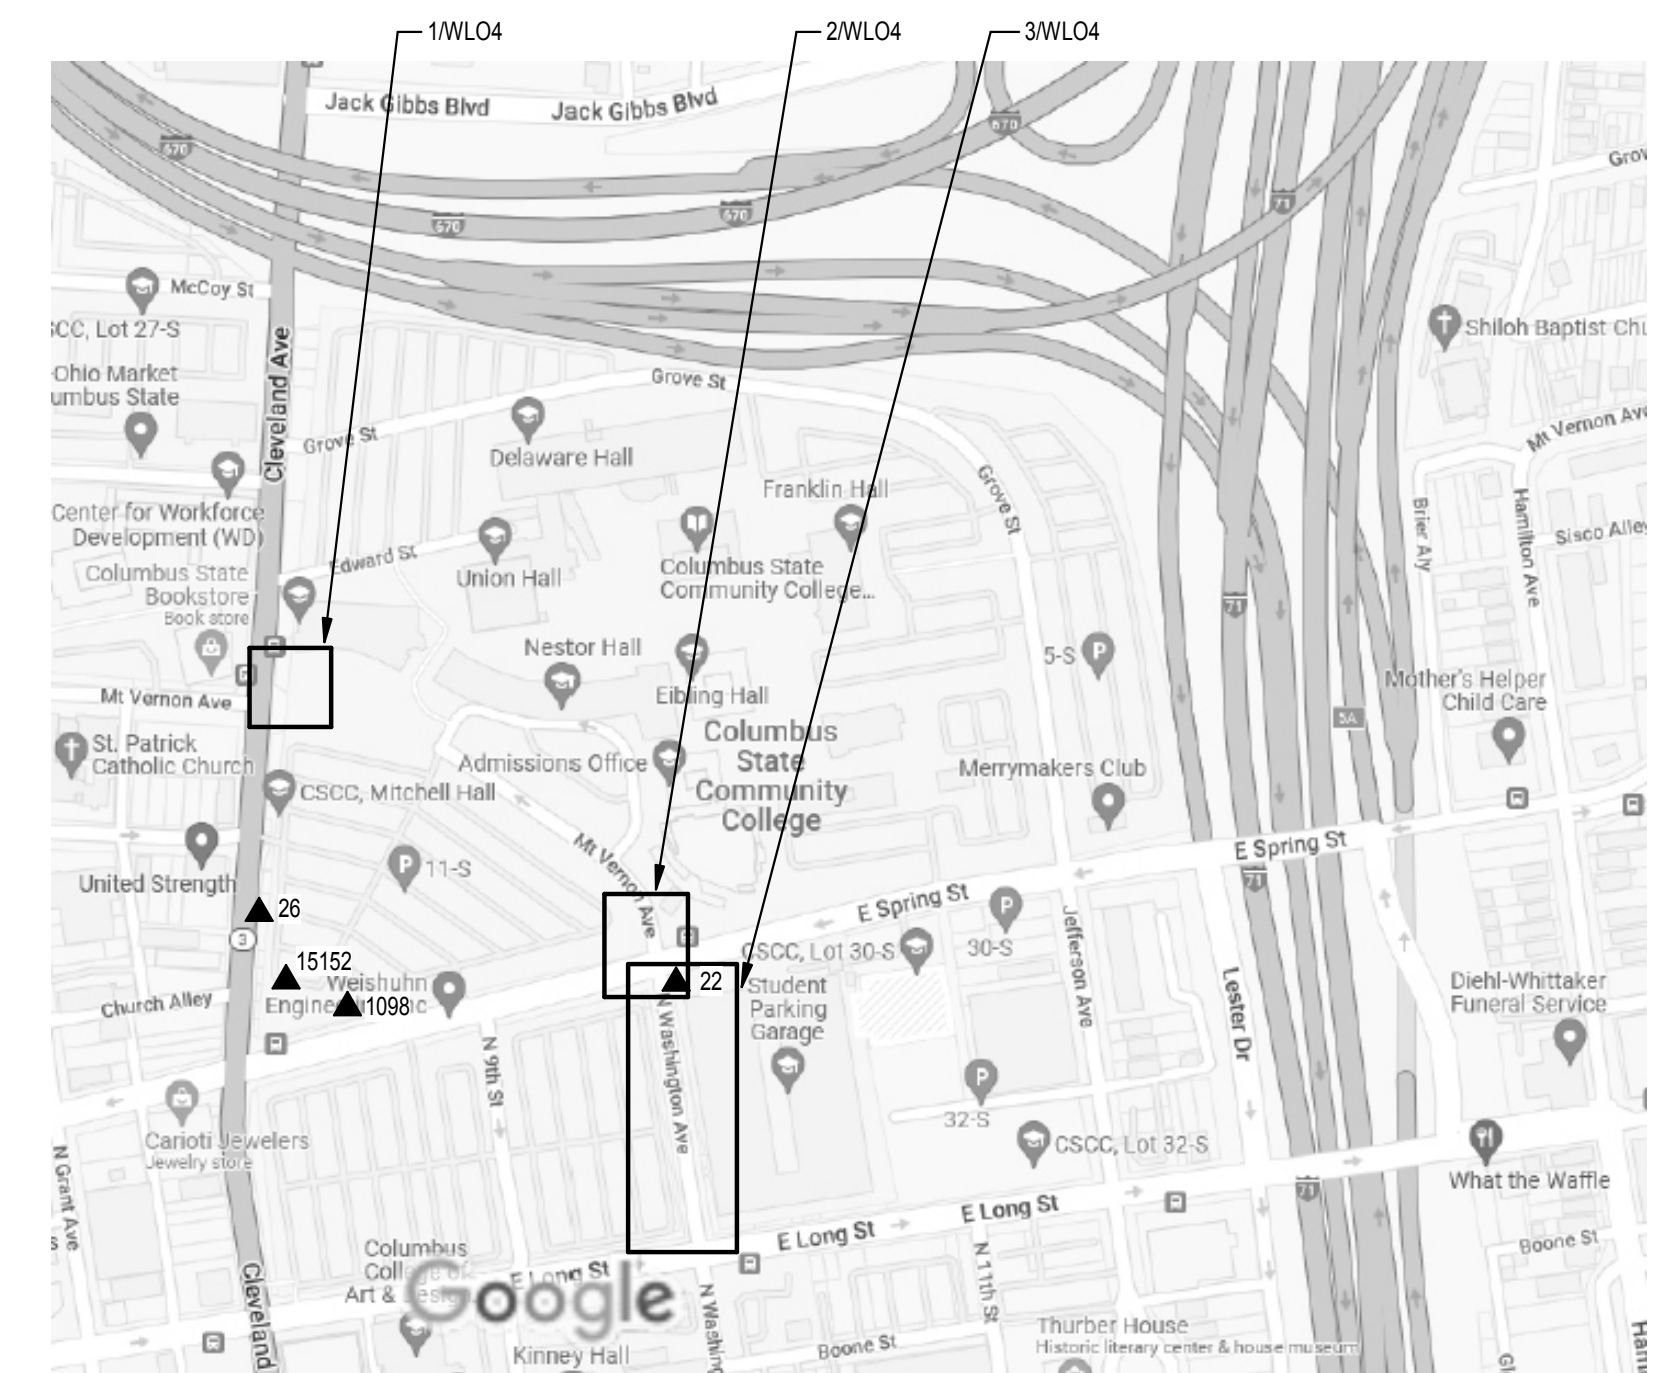 1/WLO4
2/WLO4
3/WLO4
Jack Gibbs Blvd
Jack Gibbs Blvd
670
670
670
670
71
McCoy St
SCC, Lot 27-S
Ohio Market
umbus State
Cleveland Ave
Grove St
Grove St
Grove St
Delaware Hall
Franklin Hall
Shiloh Baptist Chu
Mt Vernon Ave
Brier Aly
Hamilton Ave
Sisco Alley
Center for Workforce
Development (WD)
Edward St
Union Hall
Columbus State
Community College...
Columbus State
Bookstore
Book store
71
Nestor Hall
Eibling Hall
5-S
P
Mother's Helper
Child Care
5A
Mt Vernon Ave
St. Patrick
Catholic Church
Admissions Office
Columbus
State
Community
College
Merrymakers Club
CSCC, Mitchell Hall
Mt Vernon Ave
P
11-S
United Strength
E Spring St
E Spring St
71
26
3
15152
1098
22
Weishuhn
Church Alley
CSCC, Lot 30-S
P
30-S
Jefferson Ave
Student
Parking
Garage
Lester Dr
Diehl-Whittaker
Funeral Service
N 9th St
N Washington Ave
P
32-S
CSCC, Lot 32-S
Carioti Jewelers
Jewelry store
N Grant Ave
What the Waffle
71
E Long St
E Long St
E Long St
N 11th St
Boone St
Columbus
College of
Art &
Google
Cleveland
N Washing
Kinney Hall
Boone St
Thurber House
Historic literary center & house museum